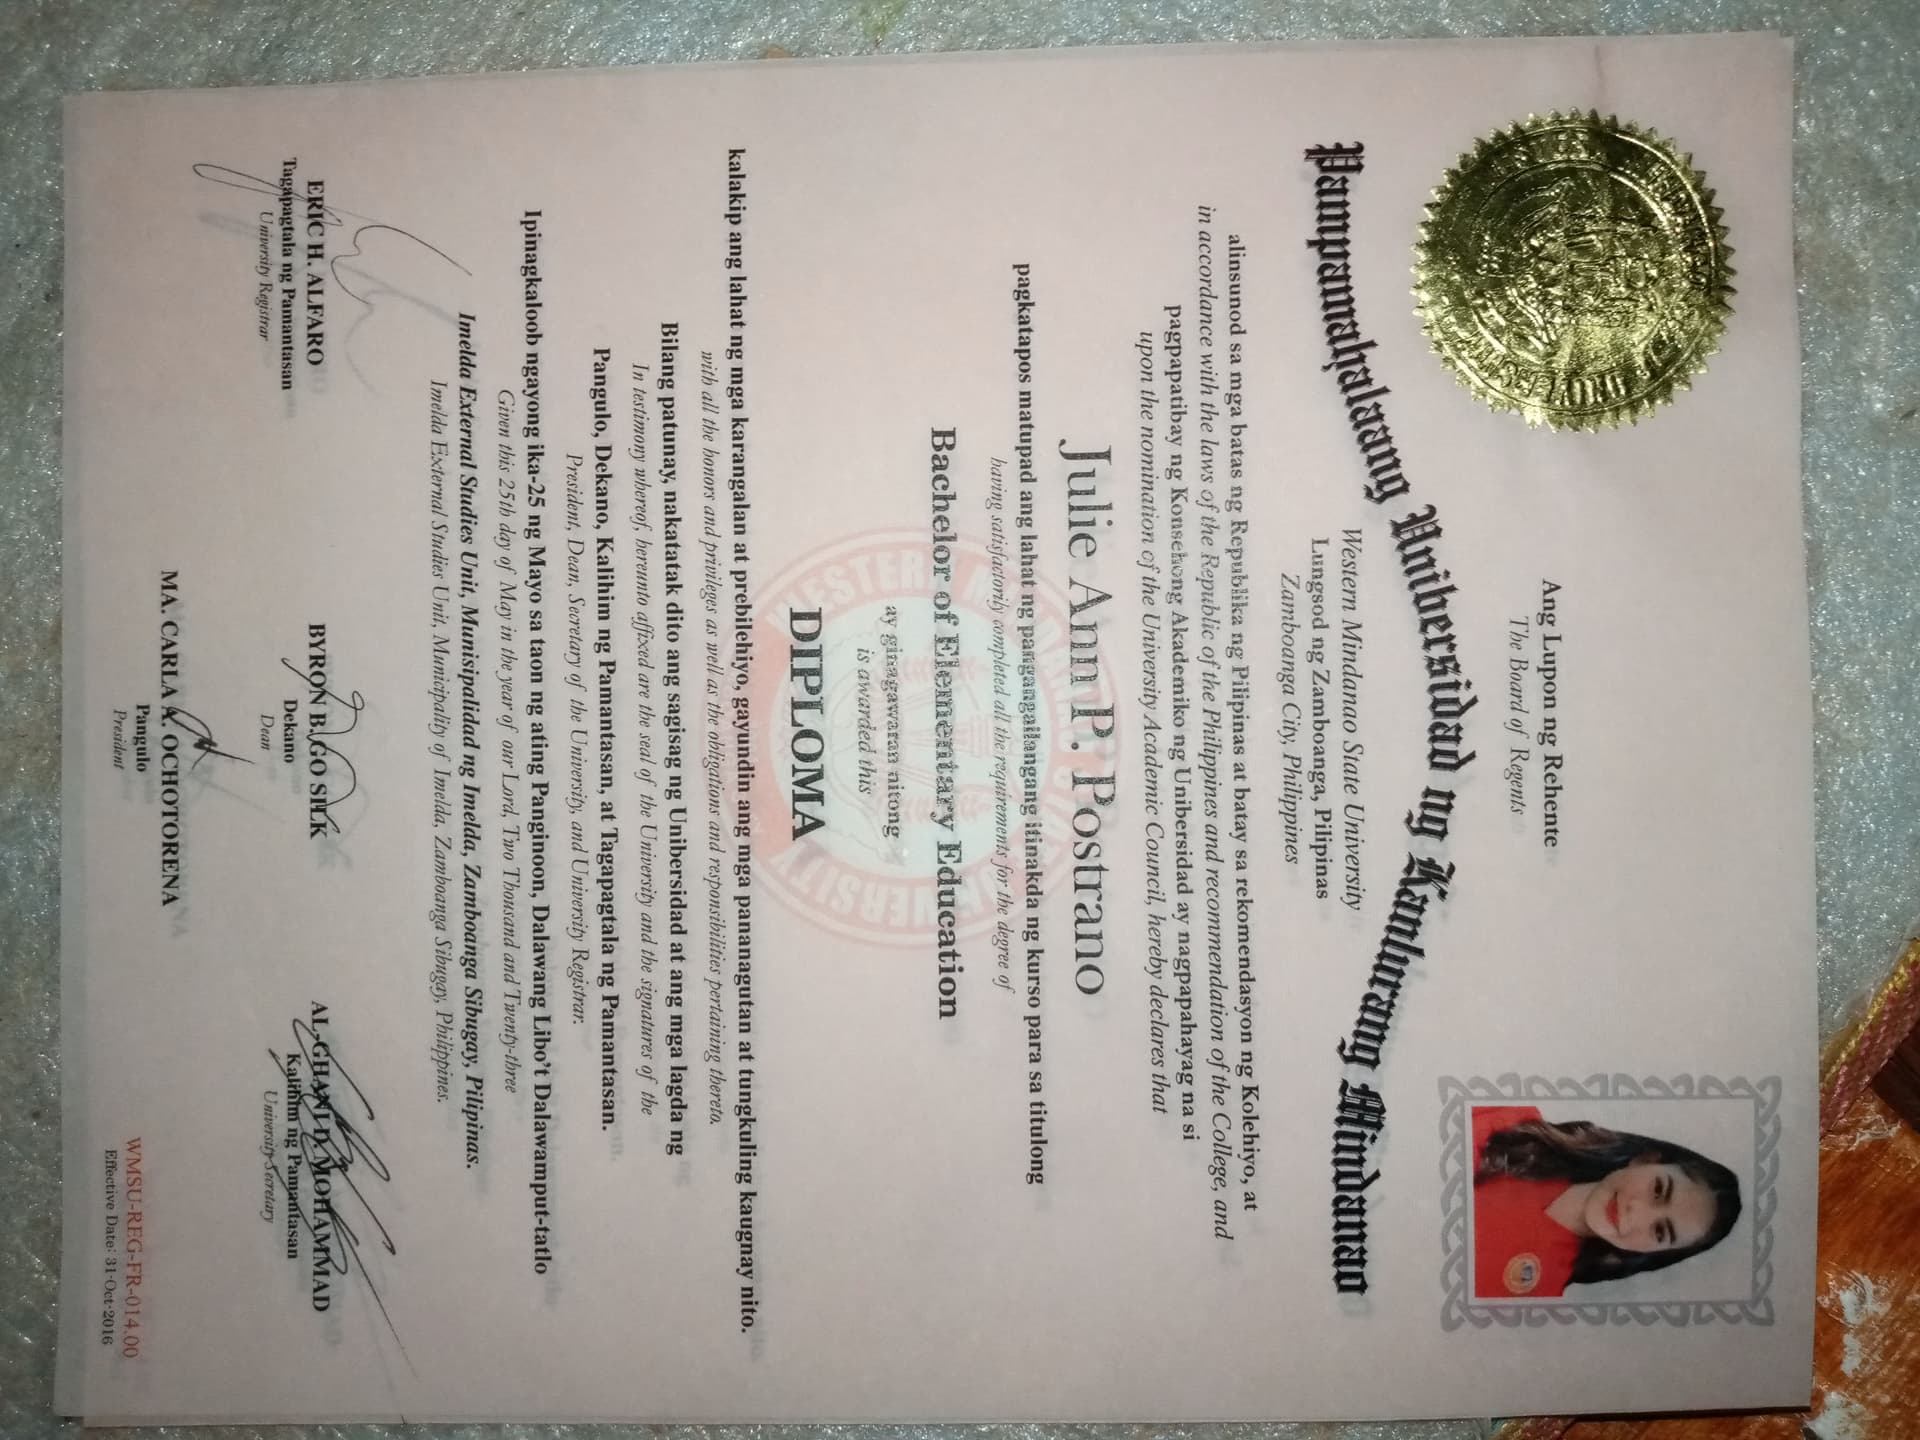 Ang Lupon ng Rehente
The Board of Regents
Pampamahalaang Unibersidad ng Kanlurang Mindanao
Western Mindanao State University
Lungsod ng Zamboanga, Pilipinas
Zamboanga City, Philippines
alinsunod sa mga batas ng Republika ng Pilipinas at batay sa rekomendasyon ng Kolehiyo, at
in accordance with the laws of the Republic of the Philippines and recommendation of the College, and
pagpapatibay ng Konsehong Akademiko ng Unibersidad ay nagpapahayag na si
upon the nomination of the University Academic Council, hereby declares that
Julie Ann P. Postrano
pagkatapos matupad ang lahat ng pangangailangang itinakda ng kurso para sa titulong
having satisfactorily completed all the requirements for the degree of
Bachelor of Elementary Education
ay ginagawaran nitong
is awarded this
DIPLOMA
kalakip ang lahat ng mga karangalan at prebilehiyo, gayundin ang mga pananagutan at tungkuling kaugnay nito.
with all the honors and privileges as well as the obligations and responsibilities pertaining thereto.
Bilang patunay, nakatatak dito ang sagisag ng Unibersidad at ang mga lagda ng
In testimony whereof, hereunto affixed are the seal of the University and the signatures of the
Pangulo, Dekano, Kalihim ng Pamantasan, at Tagapagtala ng Pamantasan.
President, Dean, Secretary of the University, and University Registrar.
Ipinagkaloob ngayong ika-25 ng Mayo sa taon ng ating Panginoon, Dalawang Libo't Dalawamput-tatlo
Given this 25th day of May in the year of our Lord, Two Thousand and Twenty-three
Imelda External Studies Unit, Munisipalidad ng Imelda, Zamboanga Sibugay, Pilipinas.
Imelda External Studies Unit, Municipality of Imelda, Zamboanga Sibugay, Philippines.
ERIC H. ALFARO
Tagapagtala ng Pamantasan
University Registrar
BYRON B. GO SILK
Dekano
Dean
AL-GHANI D. MOHAMMAD
Kalihim ng Pamantasan
University Secretary
MA. CARLA A. OCHOTORENA
Pangulo
President
WMSU-REG-FR-014.00
Effective Date: 31-Oct-2016
WESTERN MINDANAO STATE UNIVERSITY